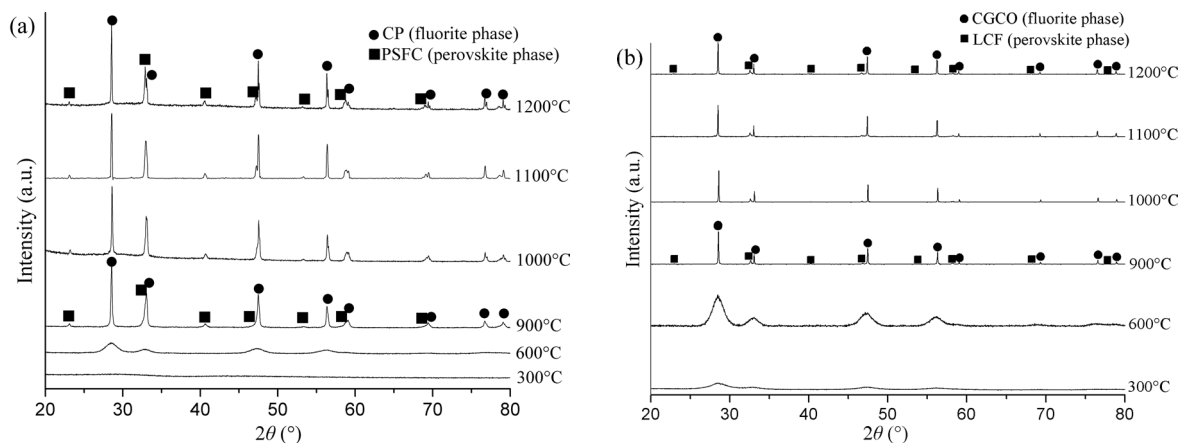 (a)
● CP (fluorite phase)
■ PSFC (perovskite phase)
1200°C
1100°C
1000°C
900°C
600°C
300°C
Intensity (a.u.)
20 30 40 50 60 70 80
2θ (°)
(b)
● CGCO (fluorite phase)
■ LCF (perovskite phase)
1200°C
1100°C
1000°C
900°C
600°C
300°C
Intensity (a.u.)
20 30 40 50 60 70 80
2θ (°)